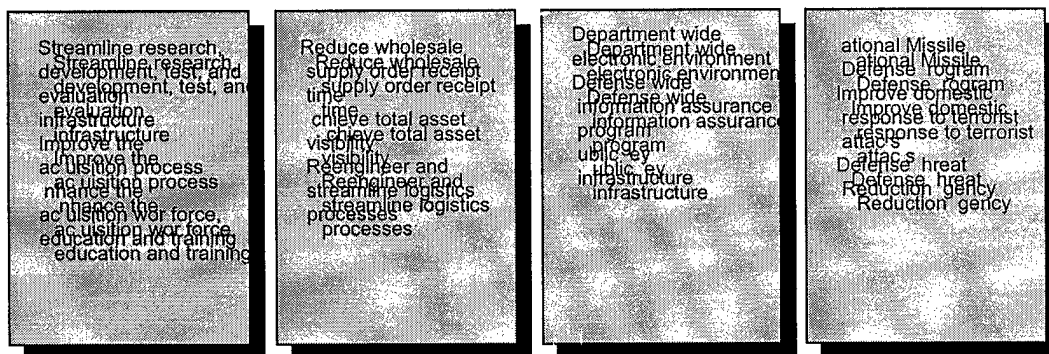 Streamline research,
development, test, and
evaluation
infrastructure
Improve the
ac uisition process
nhance the
ac uisition wor force,
education and training
Reduce wholesale
supply order receipt
time
chieve total asset
visibility
Reengineer and
streamline logistics
processes
Department wide
electronic environment
Defense wide
information assurance
program
ublic ey
infrastructure
ational Missile
Defense rogram
Improve domestic
response to terrorist
attac s
Defense hreat
Reduction gency